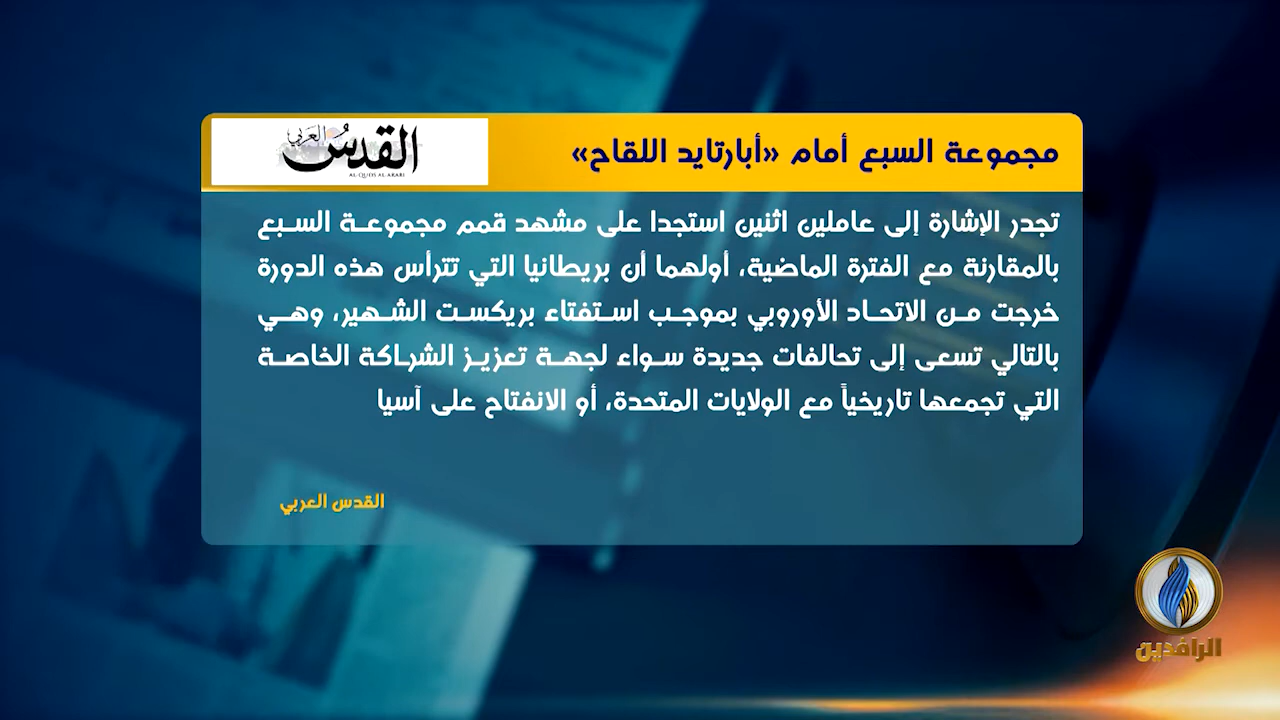 مجموعة السبع أمام «أبارتايد اللقاح»
القدس العربي
AL-QUDS AL-ARABI
تجدر الإشارة إلى عاملين اثنين استجدا على مشهد قمم مجموعة السبع
بالمقارنة مع الفترة الماضية، أولهما أن بريطانيا التي تترأس هذه الدورة
خرجت من الاتحاد الأوروبي بموجب استفتاء بريكست الشهير، وهي
بالتالي تسعى إلى تحالفات جديدة سواء لجهة تعزيز الشراكة الخاصة
التي تجمعها تاريخياً مع الولايات المتحدة، أو الانفتاح على آسيا
القدس العربي
الرافدين